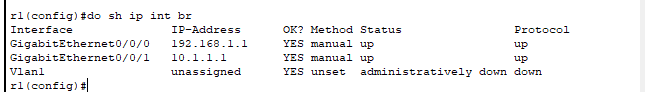 r1(config)#do sh ip int br
Interface              IP-Address      OK? Method Status                Protocol
GigabitEthernet0/0/0   192.168.1.1     YES manual up                    up
GigabitEthernet0/0/1   10.1.1.1        YES manual up                    up
Vlan1                  unassigned      YES unset  administratively down down
r1(config)#